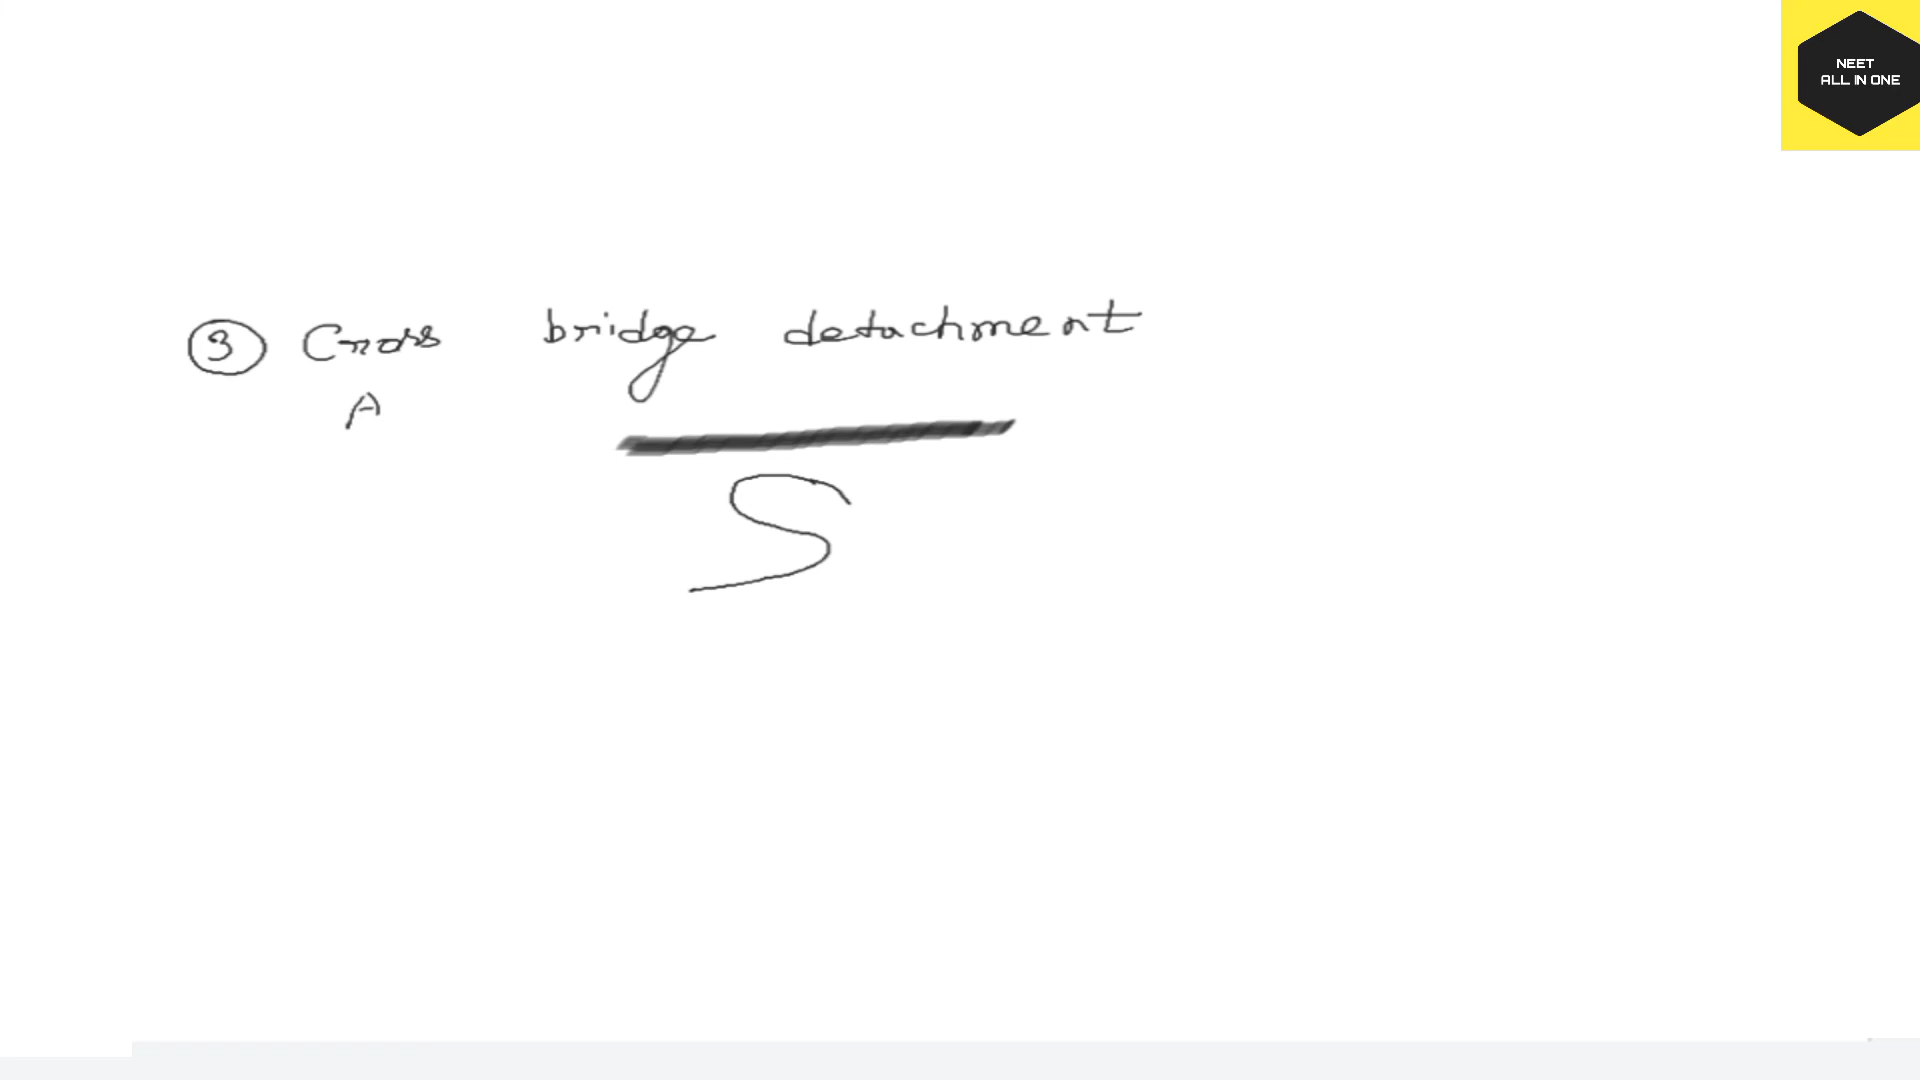 NEET
ALL IN ONE
③ Cross bridge detachment
A
S